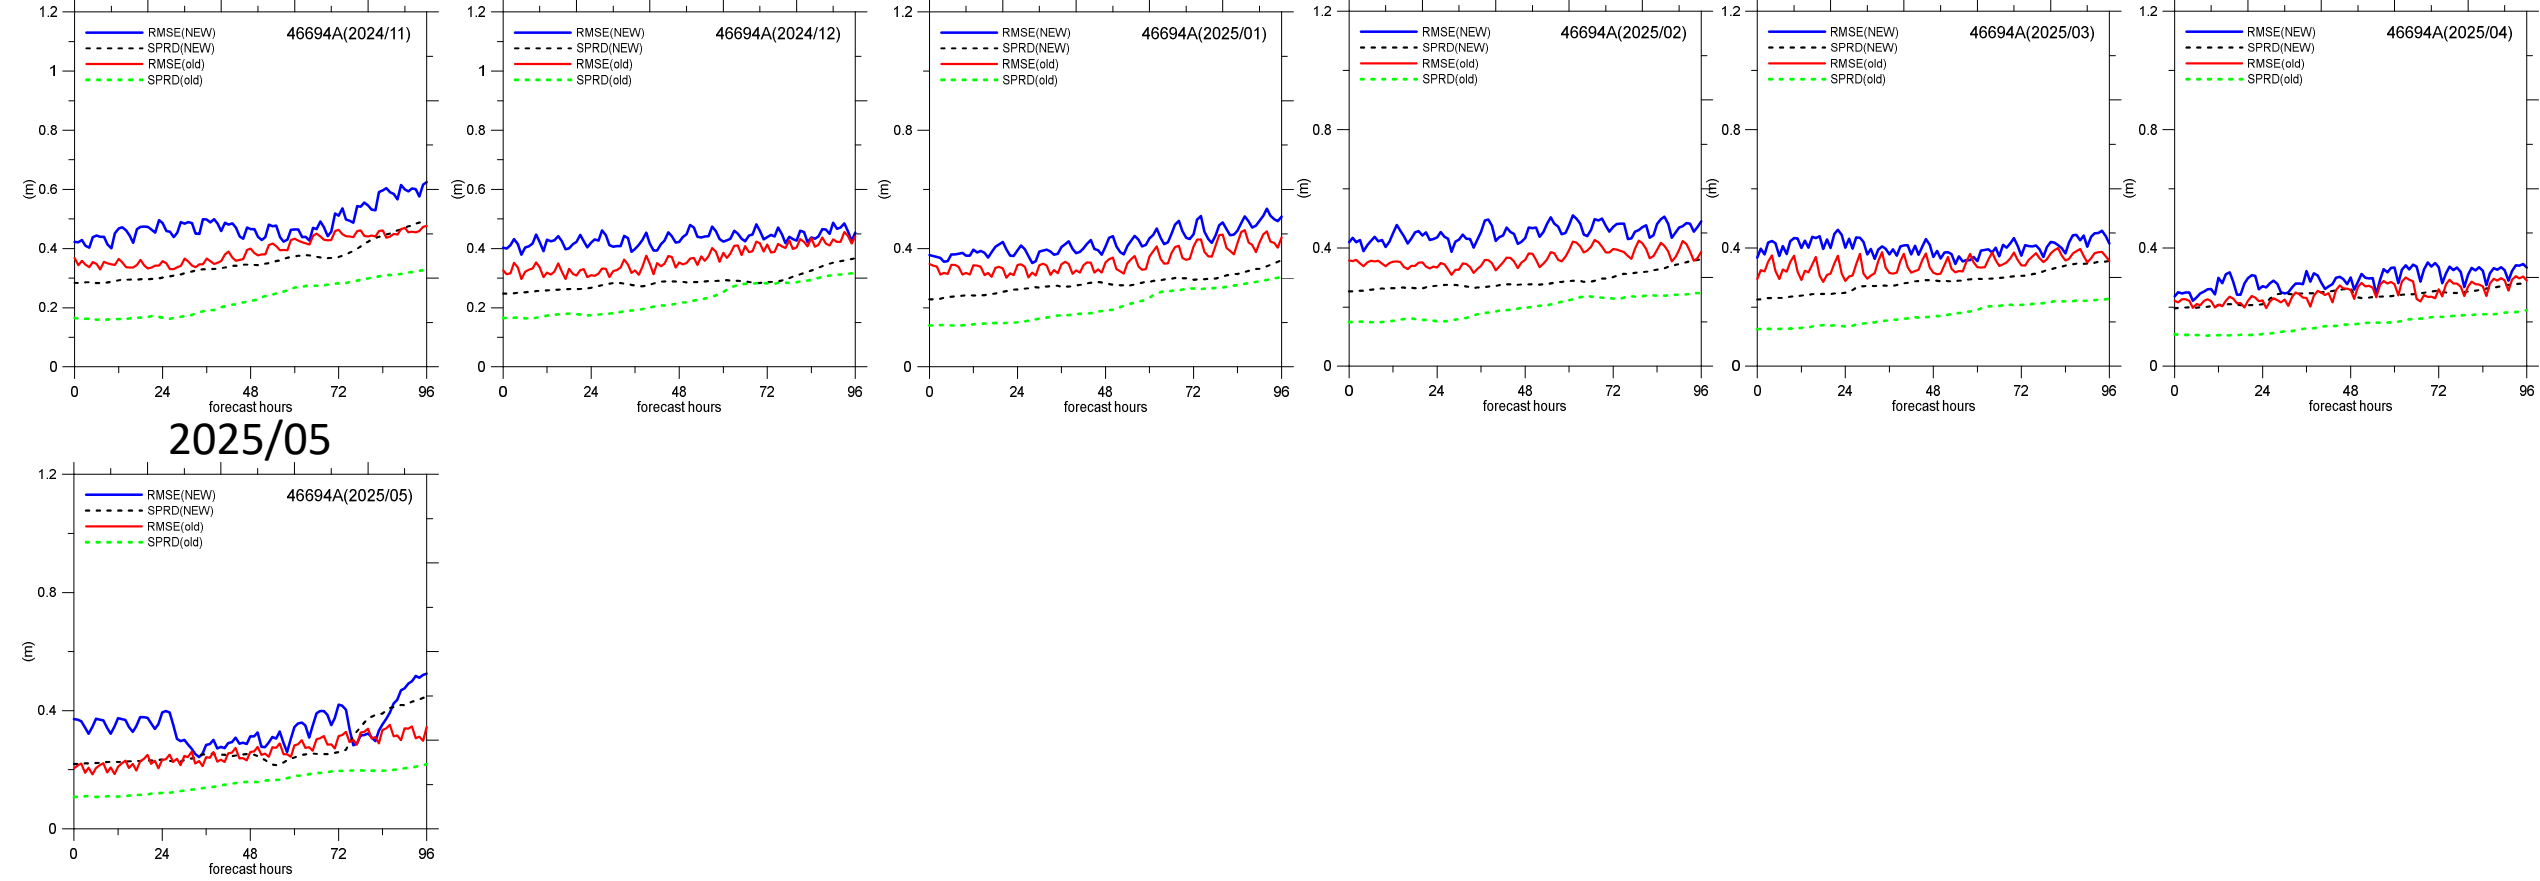 46694A(2024/11)
RMSE(NEW)
SPRD(NEW)
RMSE(old)
SPRD(old)
1.2
1
0.8
0.6
0.4
0.2
0
(m)
0 24 48 72 96
forecast hours
46694A(2024/12)
RMSE(NEW)
SPRD(NEW)
RMSE(old)
SPRD(old)
1.2
1
0.8
0.6
0.4
0.2
0
(m)
0 24 48 72 96
forecast hours
46694A(2025/01)
RMSE(NEW)
SPRD(NEW)
RMSE(old)
SPRD(old)
1.2
1
0.8
0.4
0.2
0
(m)
0 24 48 72 96
forecast hours
46694A(2025/02)
RMSE(NEW)
SPRD(NEW)
RMSE(old)
SPRD(old)
1.2
0.8
0.4
0
(m)
0 24 48 72 96
forecast hours
46694A(2025/03)
RMSE(NEW)
SPRD(NEW)
RMSE(old)
SPRD(old)
1.2
0.8
0.4
0
(m)
0 24 48 72 96
forecast hours
46694A(2025/04)
RMSE(NEW)
SPRD(NEW)
RMSE(old)
SPRD(old)
1.2
0.8
0.4
0
(m)
0 24 48 72 96
forecast hours
2025/05
46694A(2025/05)
RMSE(NEW)
SPRD(NEW)
RMSE(old)
SPRD(old)
1.2
0.8
0.4
0
(m)
0 24 48 72 96
forecast hours